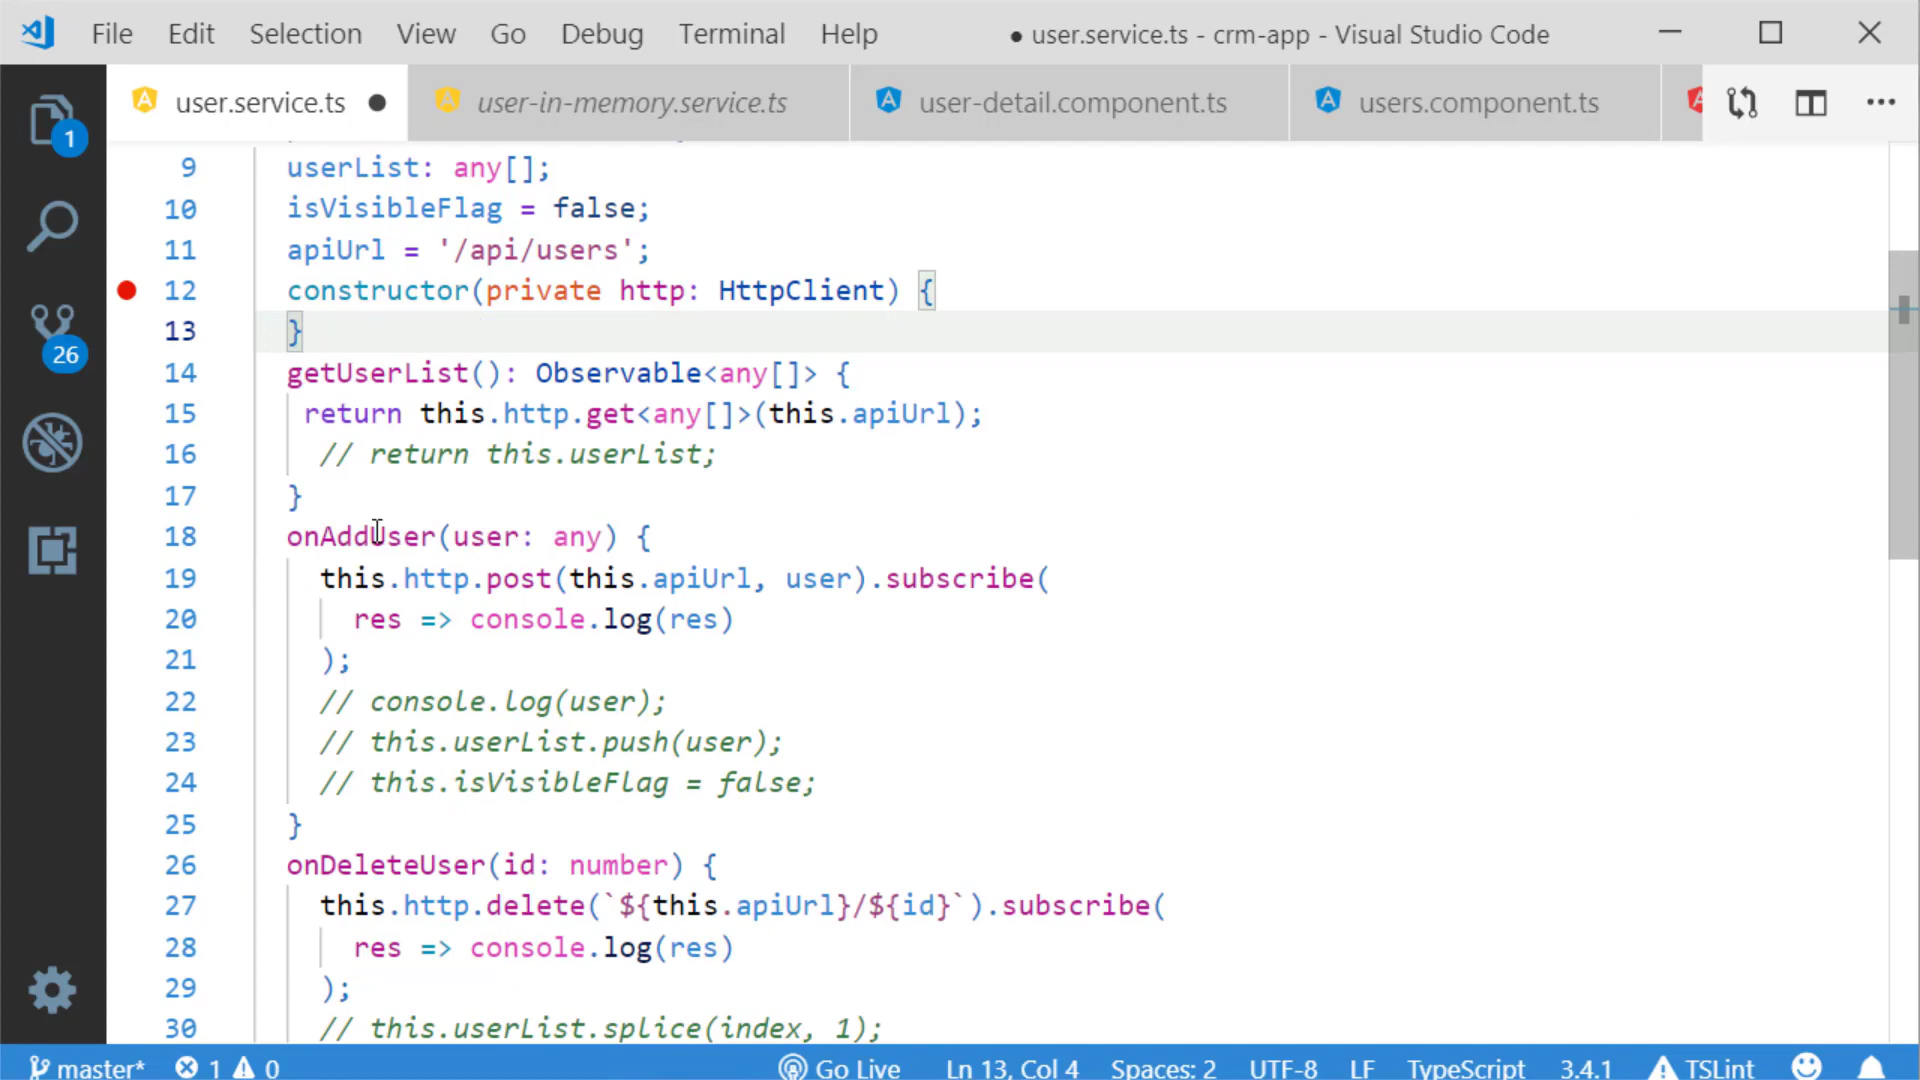 File Edit Selection View Go Debug Terminal Help ● user.service.ts - crm-app - Visual Studio Code
user.service.ts ● user-in-memory.service.ts user-detail.component.ts users.component.ts
1
26
9 userList: any[];
10 isVisibleFlag = false;
11 apiUrl = '/api/users';
12 constructor(private http: HttpClient) {
13 }
14 getUserList(): Observable<any[]> {
15 return this.http.get<any[]>(this.apiUrl);
16 // return this.userList;
17 }
18 onAddUser(user: any) {
19 this.http.post(this.apiUrl, user).subscribe(
20 res => console.log(res)
21 );
22 // console.log(user);
23 // this.userList.push(user);
24 // this.isVisibleFlag = false;
25 }
26 onDeleteUser(id: number) {
27 this.http.delete(`${this.apiUrl}/${id}`).subscribe(
28 res => console.log(res)
29 );
30 // this.userList.splice(index, 1);
master* 1 0 Go Live Ln 13, Col 4 Spaces: 2 UTF-8 LF TypeScript 3.4.1 TSLint